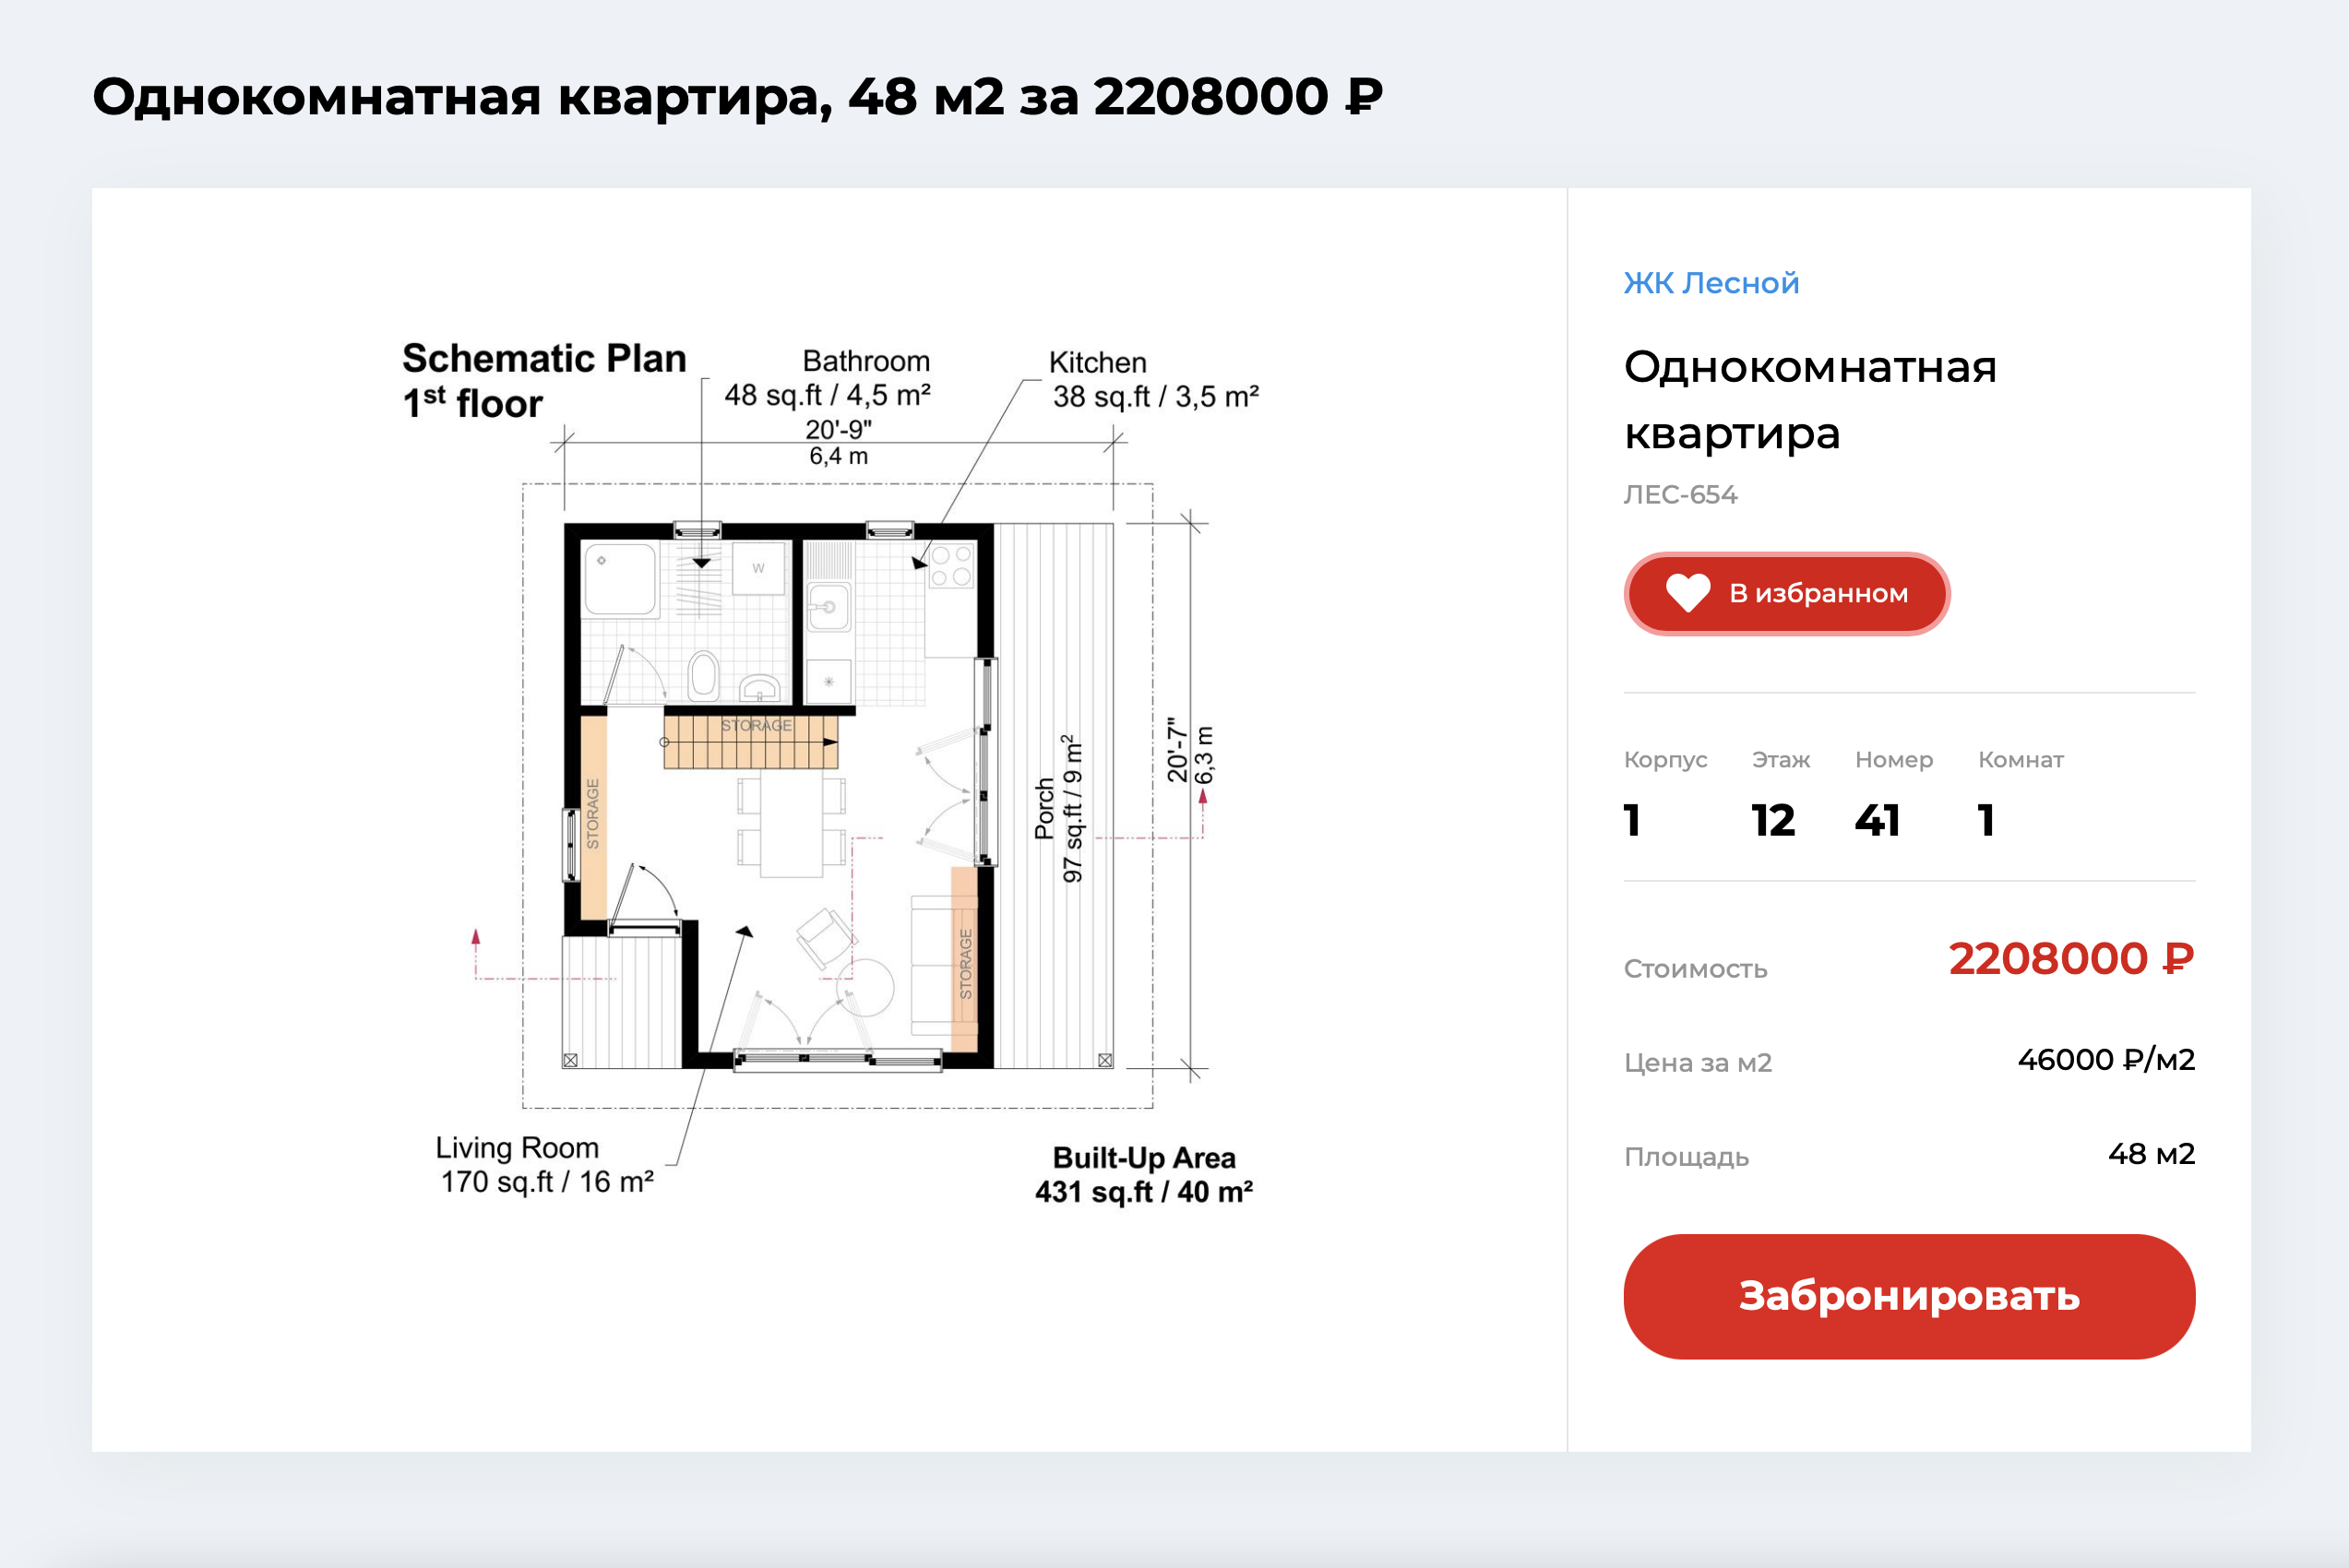 Однокомнатная квартира, 48 м2 за 2208000 ₽
Schematic Plan
1st floor
Bathroom
48 sq.ft / 4,5 m²
Kitchen
38 sq.ft / 3,5 m²
20'-9"
6,4 m
W
STORAGE
STORAGE
Porch
97 sq.ft / 9 m²
20'-7"
6,3 m
STORAGE
Living Room
170 sq.ft / 16 m²
Built-Up Area
431 sq.ft / 40 m²
ЖК Лесной
Однокомнатная
квартира
ЛЕС-654
В избранном
Корпус Этаж Номер Комнат
1 12 41 1
Стоимость 2208000 ₽
Цена за м2 46000 ₽/м2
Площадь 48 м2
Забронировать